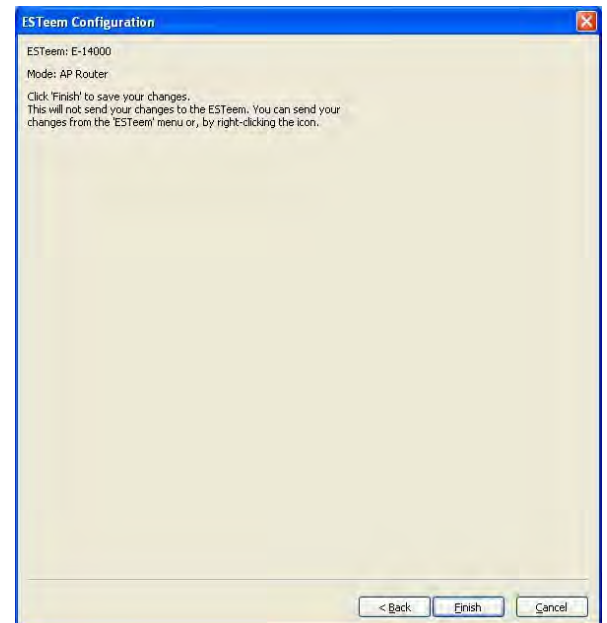 ESTeem Configuration
ESTeem: E-14000
Mode: AP Router
Click 'Finish' to save your changes.
This will not send your changes to the ESTeem. You can send your
changes from the 'ESTeem' menu or, by right-clicking the icon.
< Back
Finish
Cancel